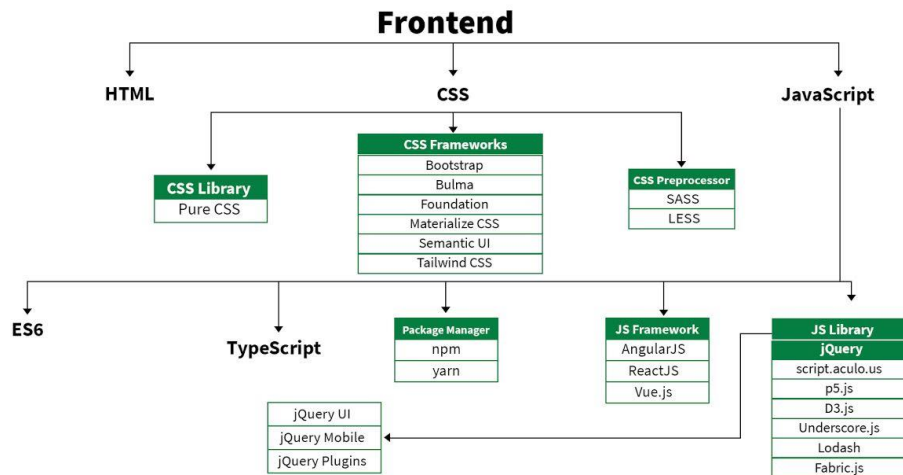 Frontend
HTML
CSS
JavaScript
CSS Library
Pure CSS
CSS Frameworks
Bootstrap
Bulma
Foundation
Materialize CSS
Semantic UI
Tailwind CSS
CSS Preprocessor
SASS
LESS
ES6
TypeScript
Package Manager
npm
yarn
JS Framework
AngularJS
ReactJS
Vue.js
JS Library
jQuery
script.aculo.us
p5.js
D3.js
Underscore.js
Lodash
Fabric.js
jQuery UI
jQuery Mobile
jQuery Plugins